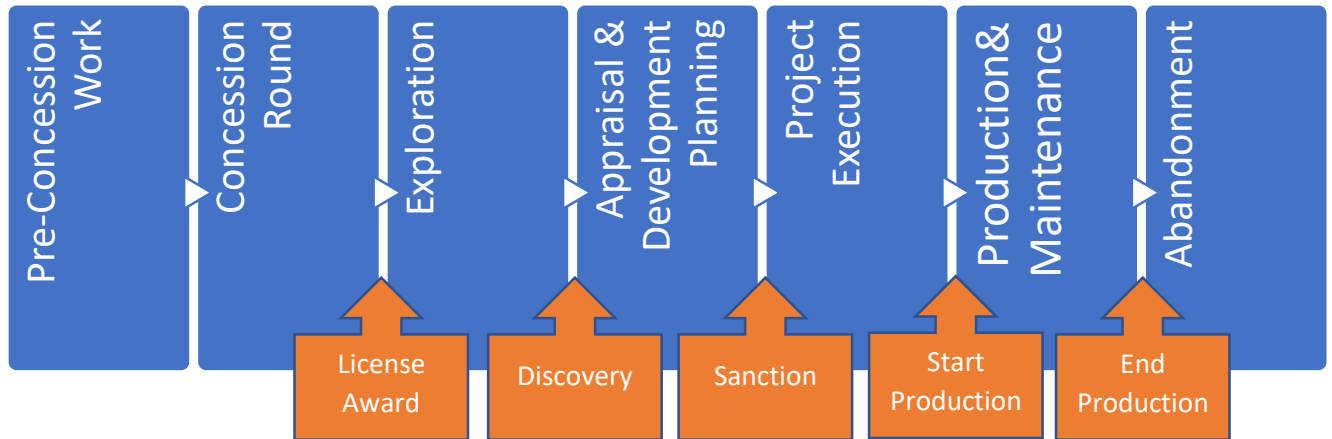 Pre-Concession
Work
Concession
Round
Exploration
Appraisal &
Development
Planning
Project
Execution
Production&
Maintenance
Abandonment
License
Award
Discovery
Sanction
Start
Production
End
Production